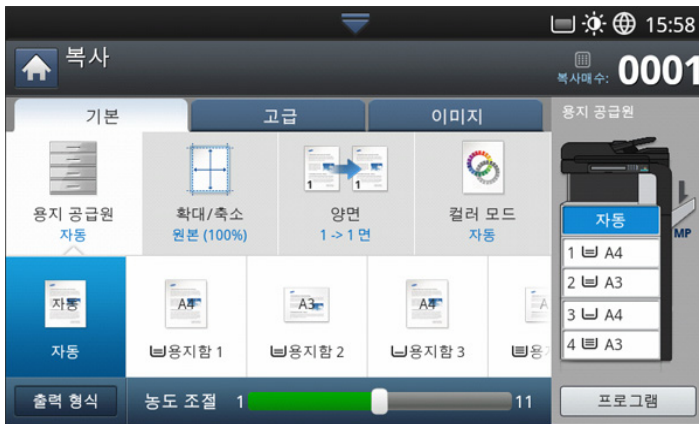 15:58
복사
복사매수: 0001
기본
고급
이미지
용지 공급원
용지 공급원
자동
확대/축소
원본 (100%)
1 1
양면
1 -> 1 면
컬러 모드
자동
자동
MP
1 A4
2 A3
3 A4
4 A3
자동
자동
A4
용지함 1
A3
용지함 2
A4
용지함 3
A
용
출력 형식
농도 조절 1 11
프로그램